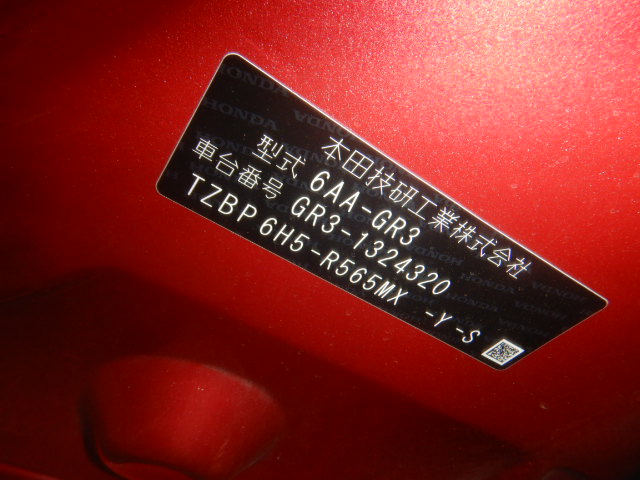 本田技研工業株式会社
型式 6AA-GR3
車台番号 GR3-1324320
TZBP 6H5-R565MX -Y-S